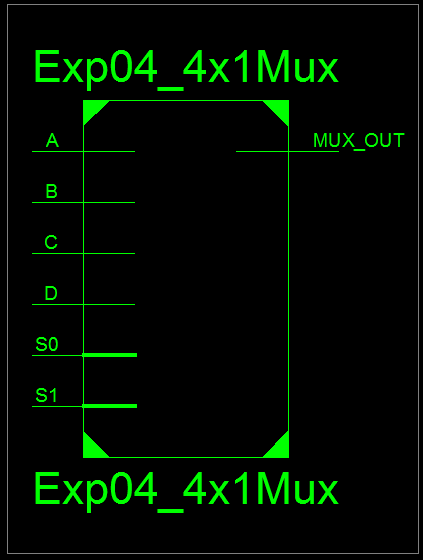 Exp04_4x1Mux
A
MUX_OUT
B
C
D
S0
S1
Exp04_4x1Mux